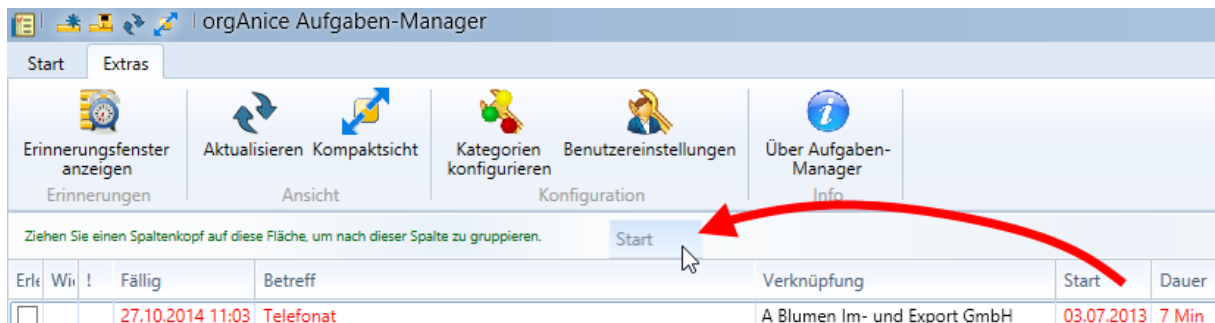 orgAnice Aufgaben-Manager
Start Extras
Erinnerungsfenster anzeigen
Aktualisieren Kompaktsicht
Kategorien konfigurieren
Benutzereinstellungen
Über Aufgaben-Manager
Erinnerungen Ansicht Konfiguration Info
Ziehen Sie einen Spaltenkopf auf diese Fläche, um nach dieser Spalte zu gruppieren.
Start
Erle Wie ! Fällig Betreff Verknüpfung Start Dauer
27.10.2014 11:03 Telefonat A Blumen Im- und Export GmbH 03.07.2013 7 Min